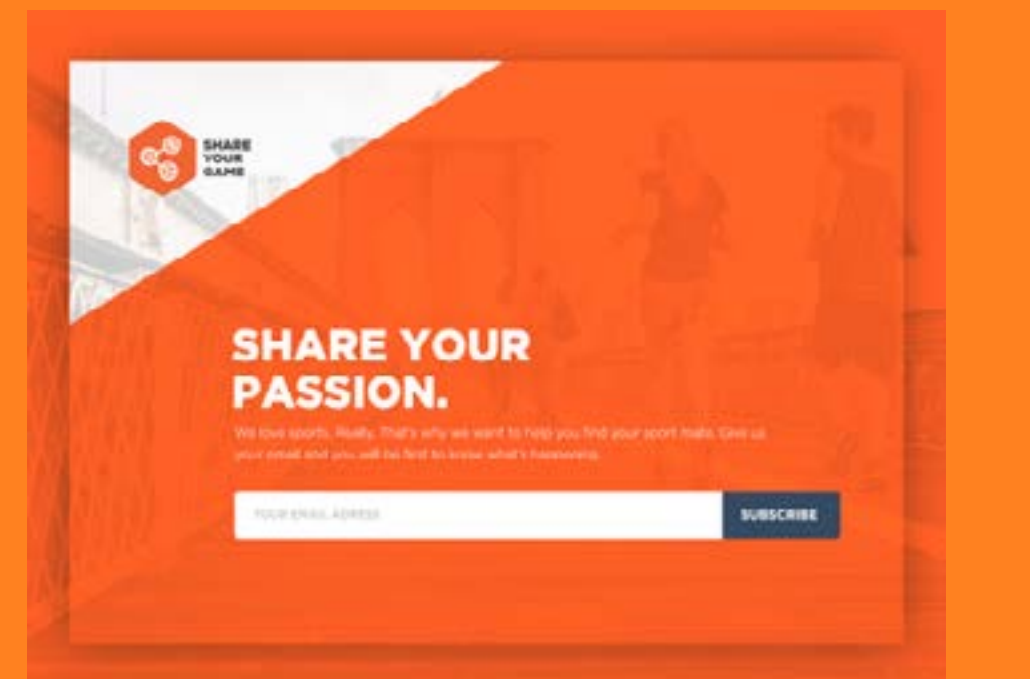 SHARE
YOUR
GAME
SHARE YOUR
PASSION.
We love sports. Really. That's why we want to help you find your sport mate. Give us
your email and you will be first to know what's happening.
YOUR EMAIL ADRESS
SUBSCRIBE